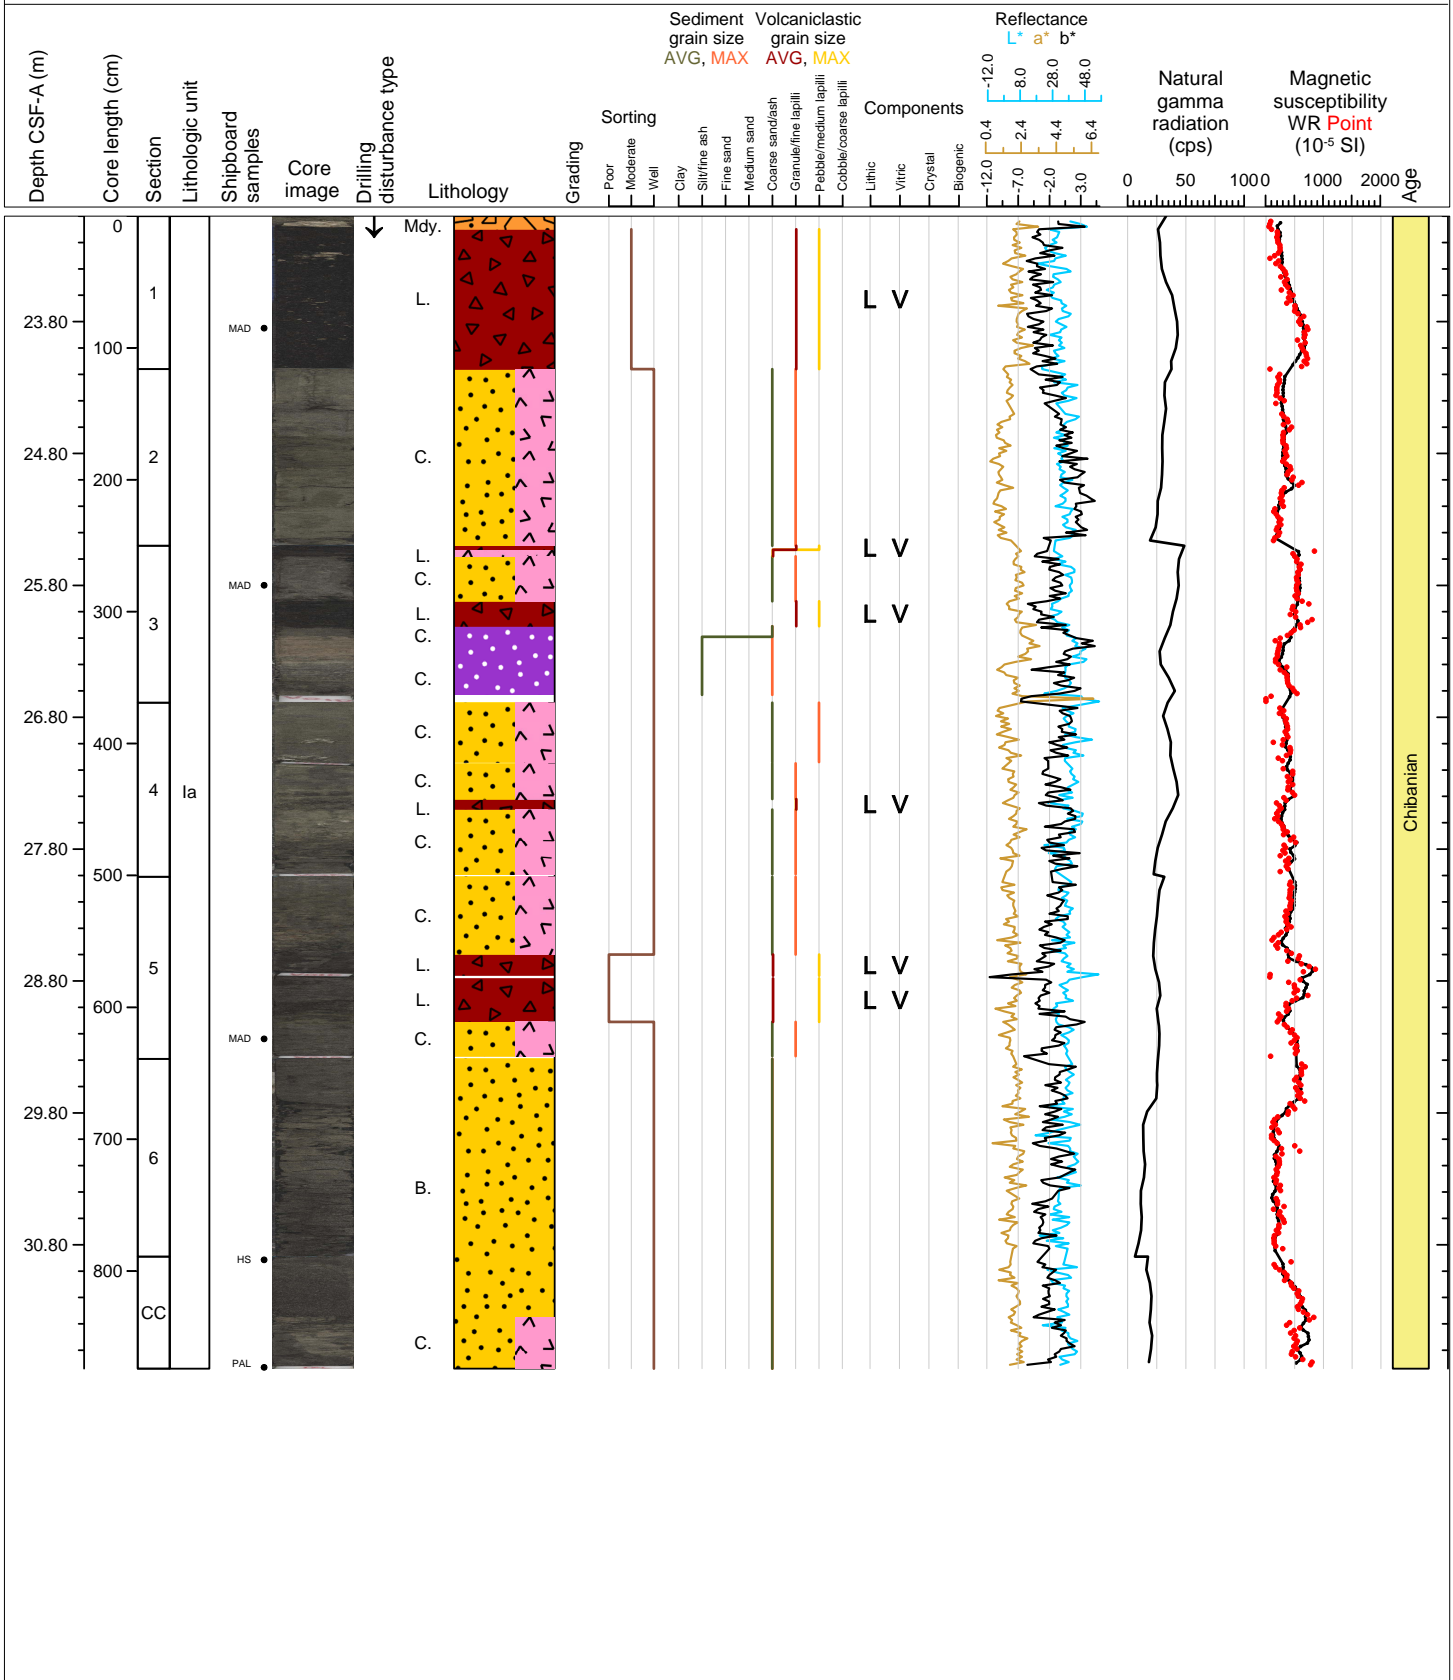 Depth CSF-A (m)
Core length (cm)
Section
Lithologic unit
Shipboard
samples
Core
image
Drilling
disturbance type
Lithology
Grading
Sorting
Poor
Moderate
Well
Sediment
grain size
AVG, MAX
Volcaniclastic
grain size
AVG, MAX
Clay
Silt/fine ash
Fine sand
Medium sand
Coarse sand/ash
Granule/fine lapilli
Pebble/medium lapilli
Cobble/coarse lapilli
Components
Lithic
Vitric
Crystal
Biogenic
Reflectance
L* a* b*
-12.0 8.0 28.0 48.0
0.4 2.4 4.4 6.4
-12.0 -7.0 -2.0 3.0
Natural
gamma
radiation
(cps)
0 50 100
Magnetic
susceptibility
WR Point
(10-5 SI)
0 1000 2000
Age
0
100
200
300
400
500
600
700
800
23.80
24.80
25.80
26.80
27.80
28.80
29.80
30.80
1
2
3
4
5
6
CC
Ia
MAD
MAD
MAD
HS
PAL
Mdy.
L.
C.
L.
C.
L.
C.
C.
C.
C.
L.
C.
C.
L.
L.
C.
B.
C.
L V
L V
L V
L V
L V
L V
Chibanian